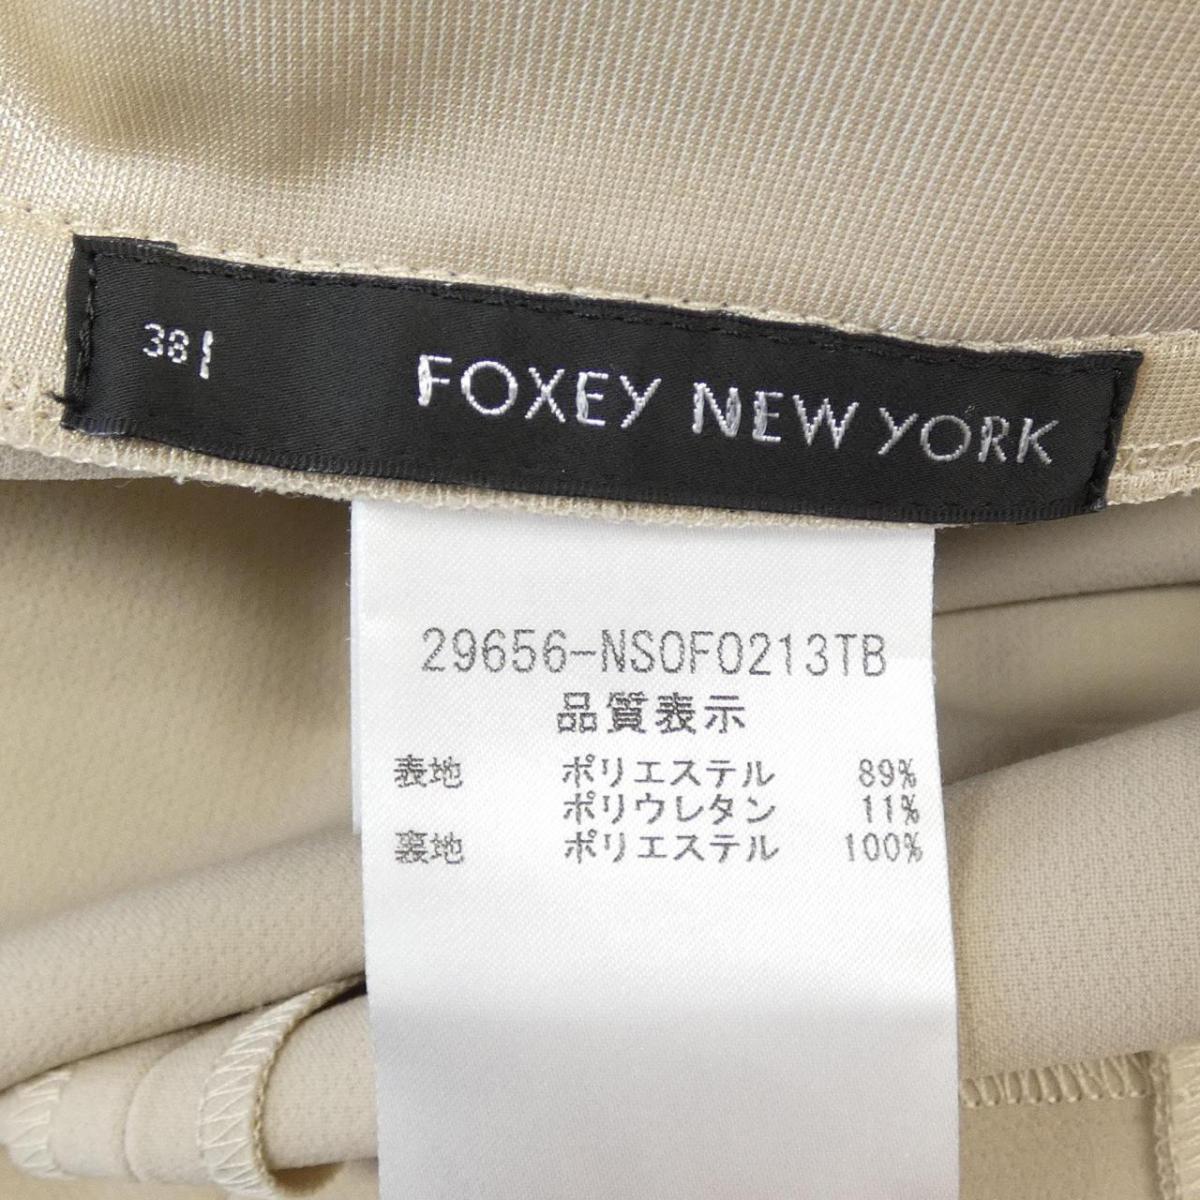 38
FOXEY NEW YORK
29656-NSOF0213TB
品質表示
表地 ポリエステル 89%
ポリウレタン 11%
裏地 ポリエステル 100%